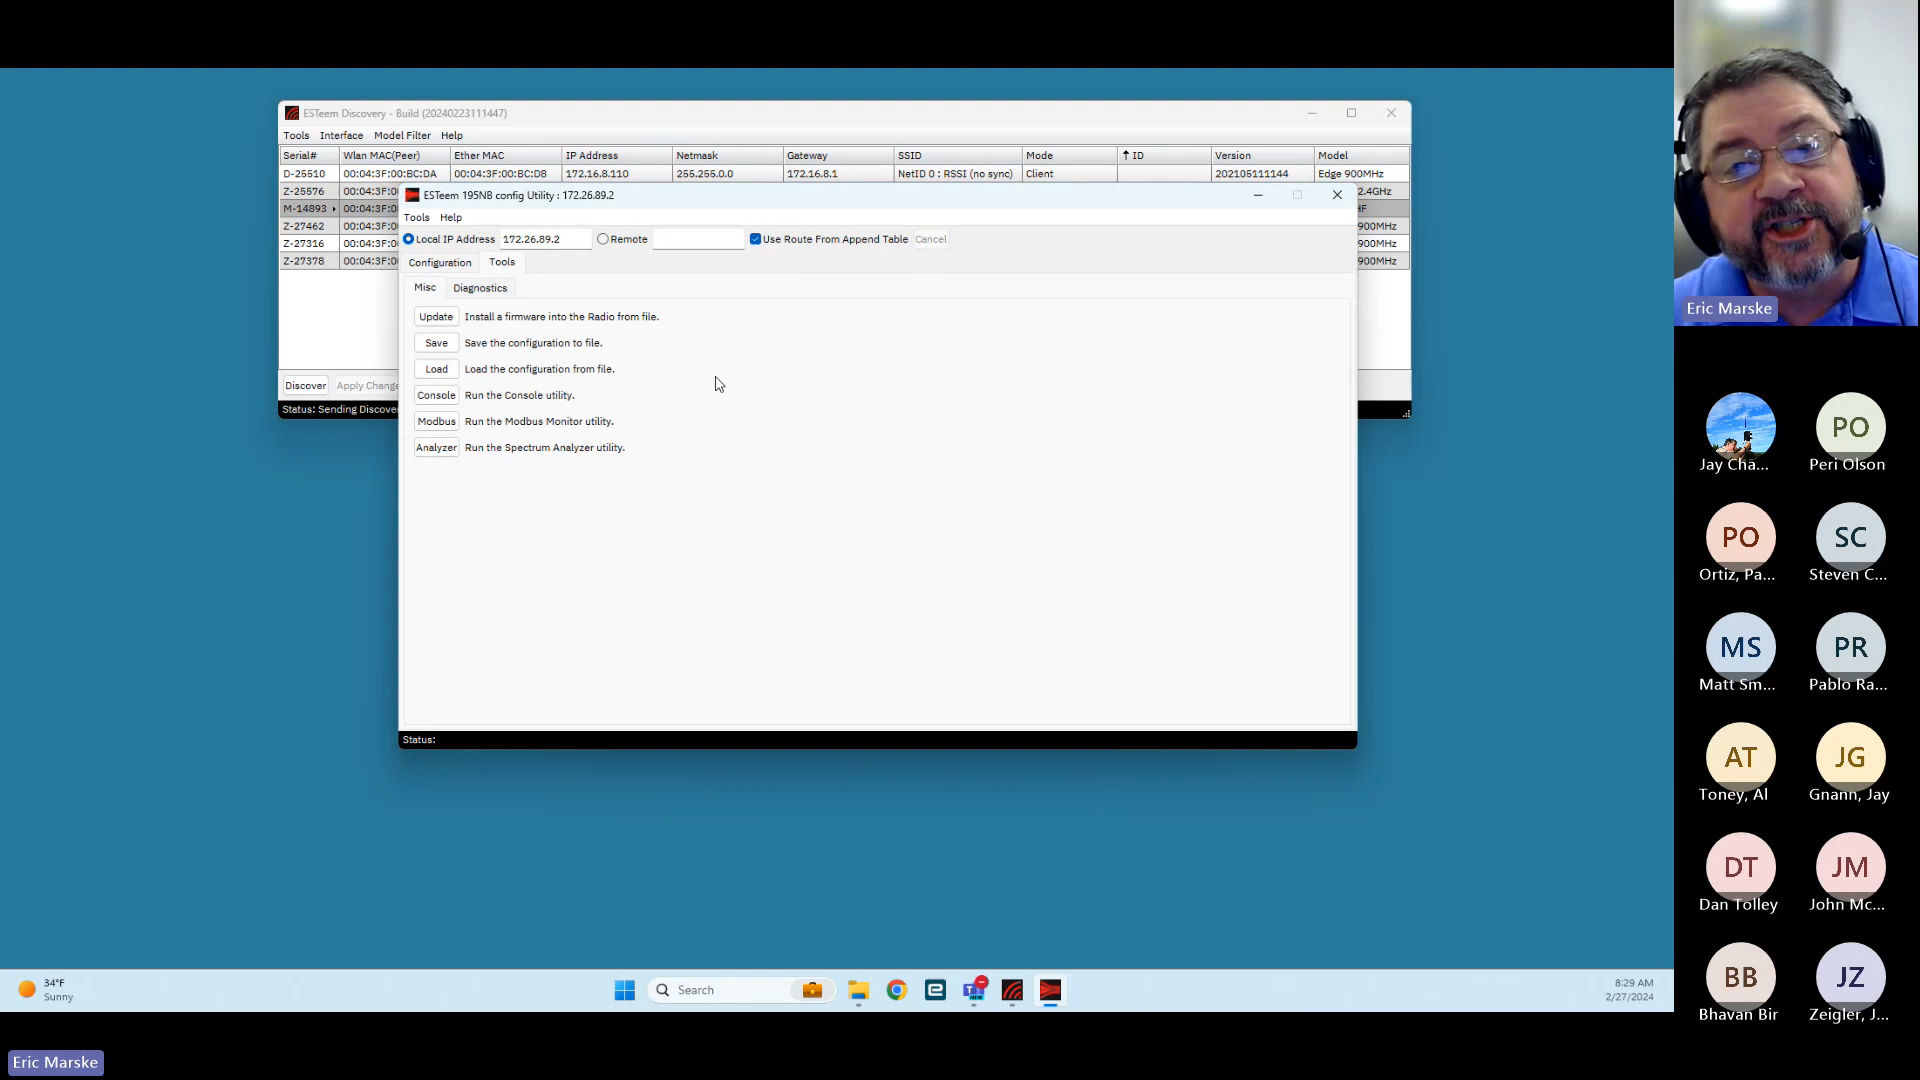 ESTeem Discovery - Build (20240223111447)
Tools Interface Model Filter Help
Serial# Wlan MAC(Peer) Ether MAC IP Address Netmask Gateway SSID Mode ↑ ID Version Model
D-25510 00:04:3F:00:BC:DA 00:04:3F:00:BC:D8 172.16.8.110 255.255.0.0 172.16.8.1 NetID 0 : RSSI (no sync) Client 202105111144 Edge 900MHz
Z-25576 00:04:3F:0 2.4GHz
M-14893 00:04:3F:0 HF
Z-27462 00:04:3F:0 900MHz
Z-27316 00:04:3F:0 900MHz
Z-27378 00:04:3F:0 900MHz
Discover Apply Change
Status: Sending Discover
ESTeem 195NB config Utility : 172.26.89.2
Tools Help
Local IP Address 172.26.89.2 Remote Use Route From Append Table Cancel
Configuration Tools
Misc Diagnostics
Update Install a firmware into the Radio from file.
Save Save the configuration to file.
Load Load the configuration from file.
Console Run the Console utility.
Modbus Run the Modbus Monitor utility.
Analyzer Run the Spectrum Analyzer utility.
Status:
34°F
Sunny
Search
NEW
8:29 AM
2/27/2024
Eric Marske
Eric Marske
Jay Cha...
PO
Peri Olson
PO
Ortiz, Pa...
SC
Steven C...
MS
Matt Sm...
PR
Pablo Ra...
AT
Toney, Al
JG
Gnann, Jay
DT
Dan Tolley
JM
John Mc...
BB
Bhavan Bir
JZ
Zeigler, J...